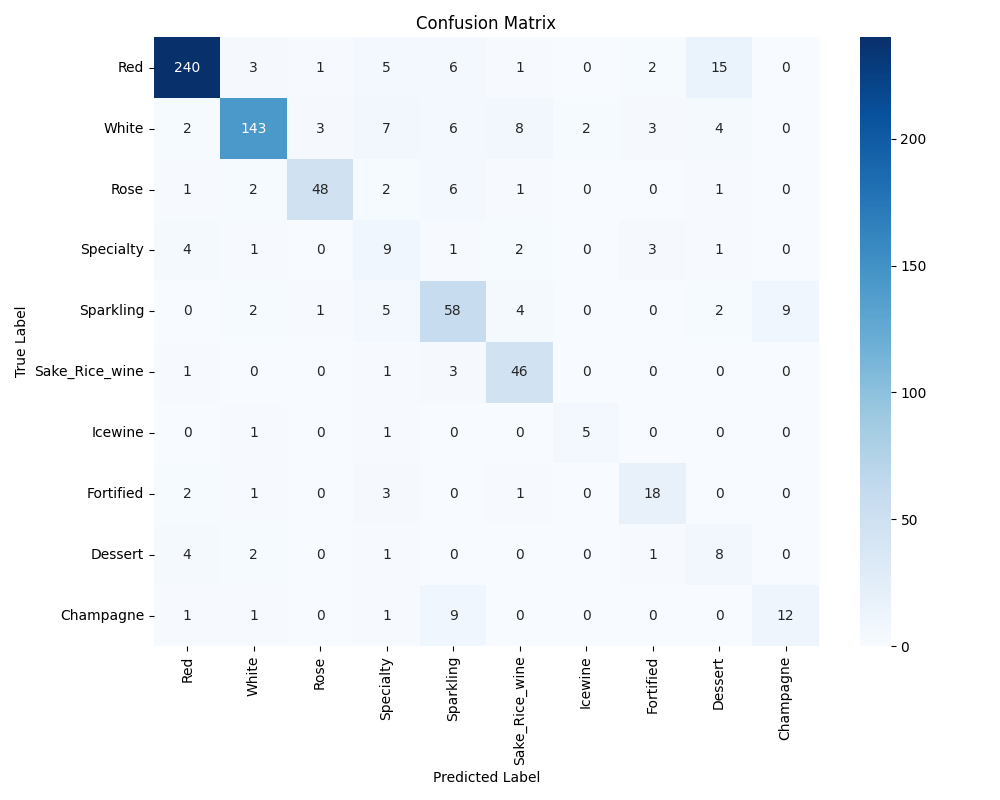 Confusion Matrix
True Label
Red 240 3 1 5 6 1 0 2 15 0
White 2 143 3 7 6 8 2 3 4 0
Rose 1 2 48 2 6 1 0 0 1 0
Specialty 4 1 0 9 1 2 0 3 1 0
Sparkling 0 2 1 5 58 4 0 0 2 9
Sake_Rice_wine 1 0 0 1 3 46 0 0 0 0
Icewine 0 1 0 1 0 0 5 0 0 0
Fortified 2 1 0 3 0 1 0 18 0 0
Dessert 4 2 0 1 0 0 0 1 8 0
Champagne 1 1 0 1 9 0 0 0 0 12
Red White Rose Specialty Sparkling Sake_Rice_wine Icewine Fortified Dessert Champagne
Predicted Label
200
150
100
50
0